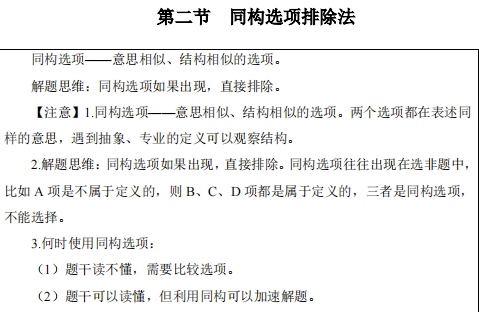 第二节　同构选项排除法
同构选项——意思相似、结构相似的选项。
解题思维：同构选项如果出现，直接排除。
【注意】1.同构选项——意思相似、结构相似的选项。两个选项都在表述同
样的意思，遇到抽象、专业的定义可以观察结构。
2.解题思维：同构选项如果出现，直接排除。同构选项往往出现在选非题中，
比如 A 项是不属于定义的，则 B、C、D 项都是属于定义的，三者是同构选项，
不能选择。
3.何时使用同构选项：
（1）题干读不懂，需要比较选项。
（2）题干可以读懂，但利用同构可以加速解题。